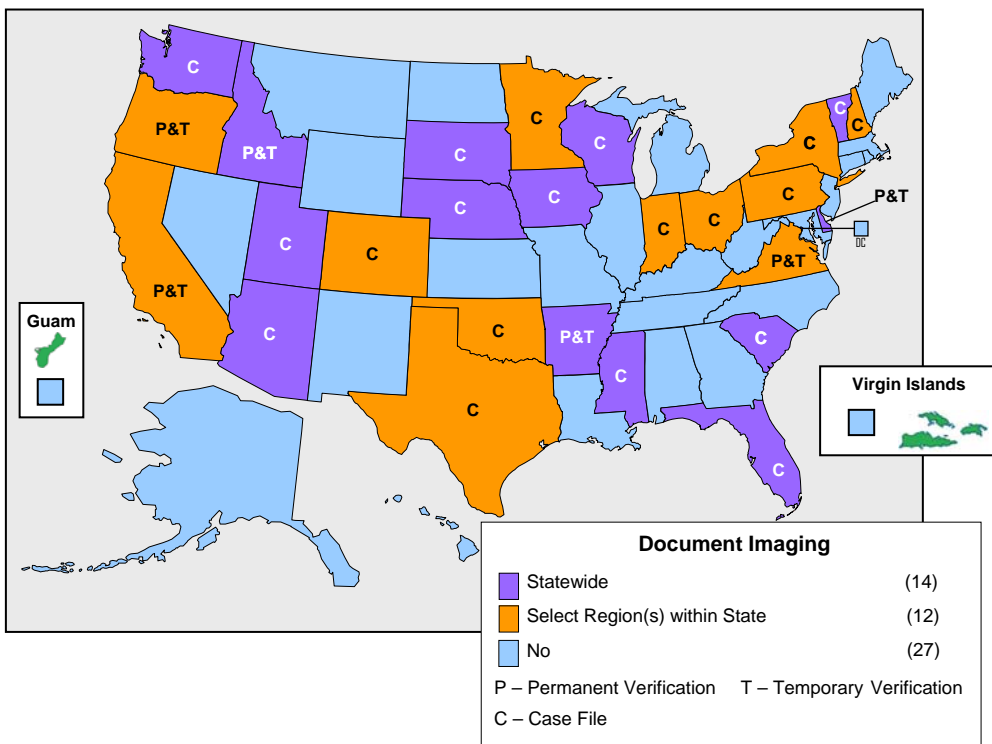 C
P&T
P&T
C
C
C
C
C
C
P&T
C
C
C
C
P&T
C
C
C
C
C
C
P&T
DC
P&T
C
C
C
C
C
Guam
Virgin Islands
Document Imaging
Statewide (14)
Select Region(s) within State (12)
No (27)
P – Permanent Verification T – Temporary Verification
C – Case File